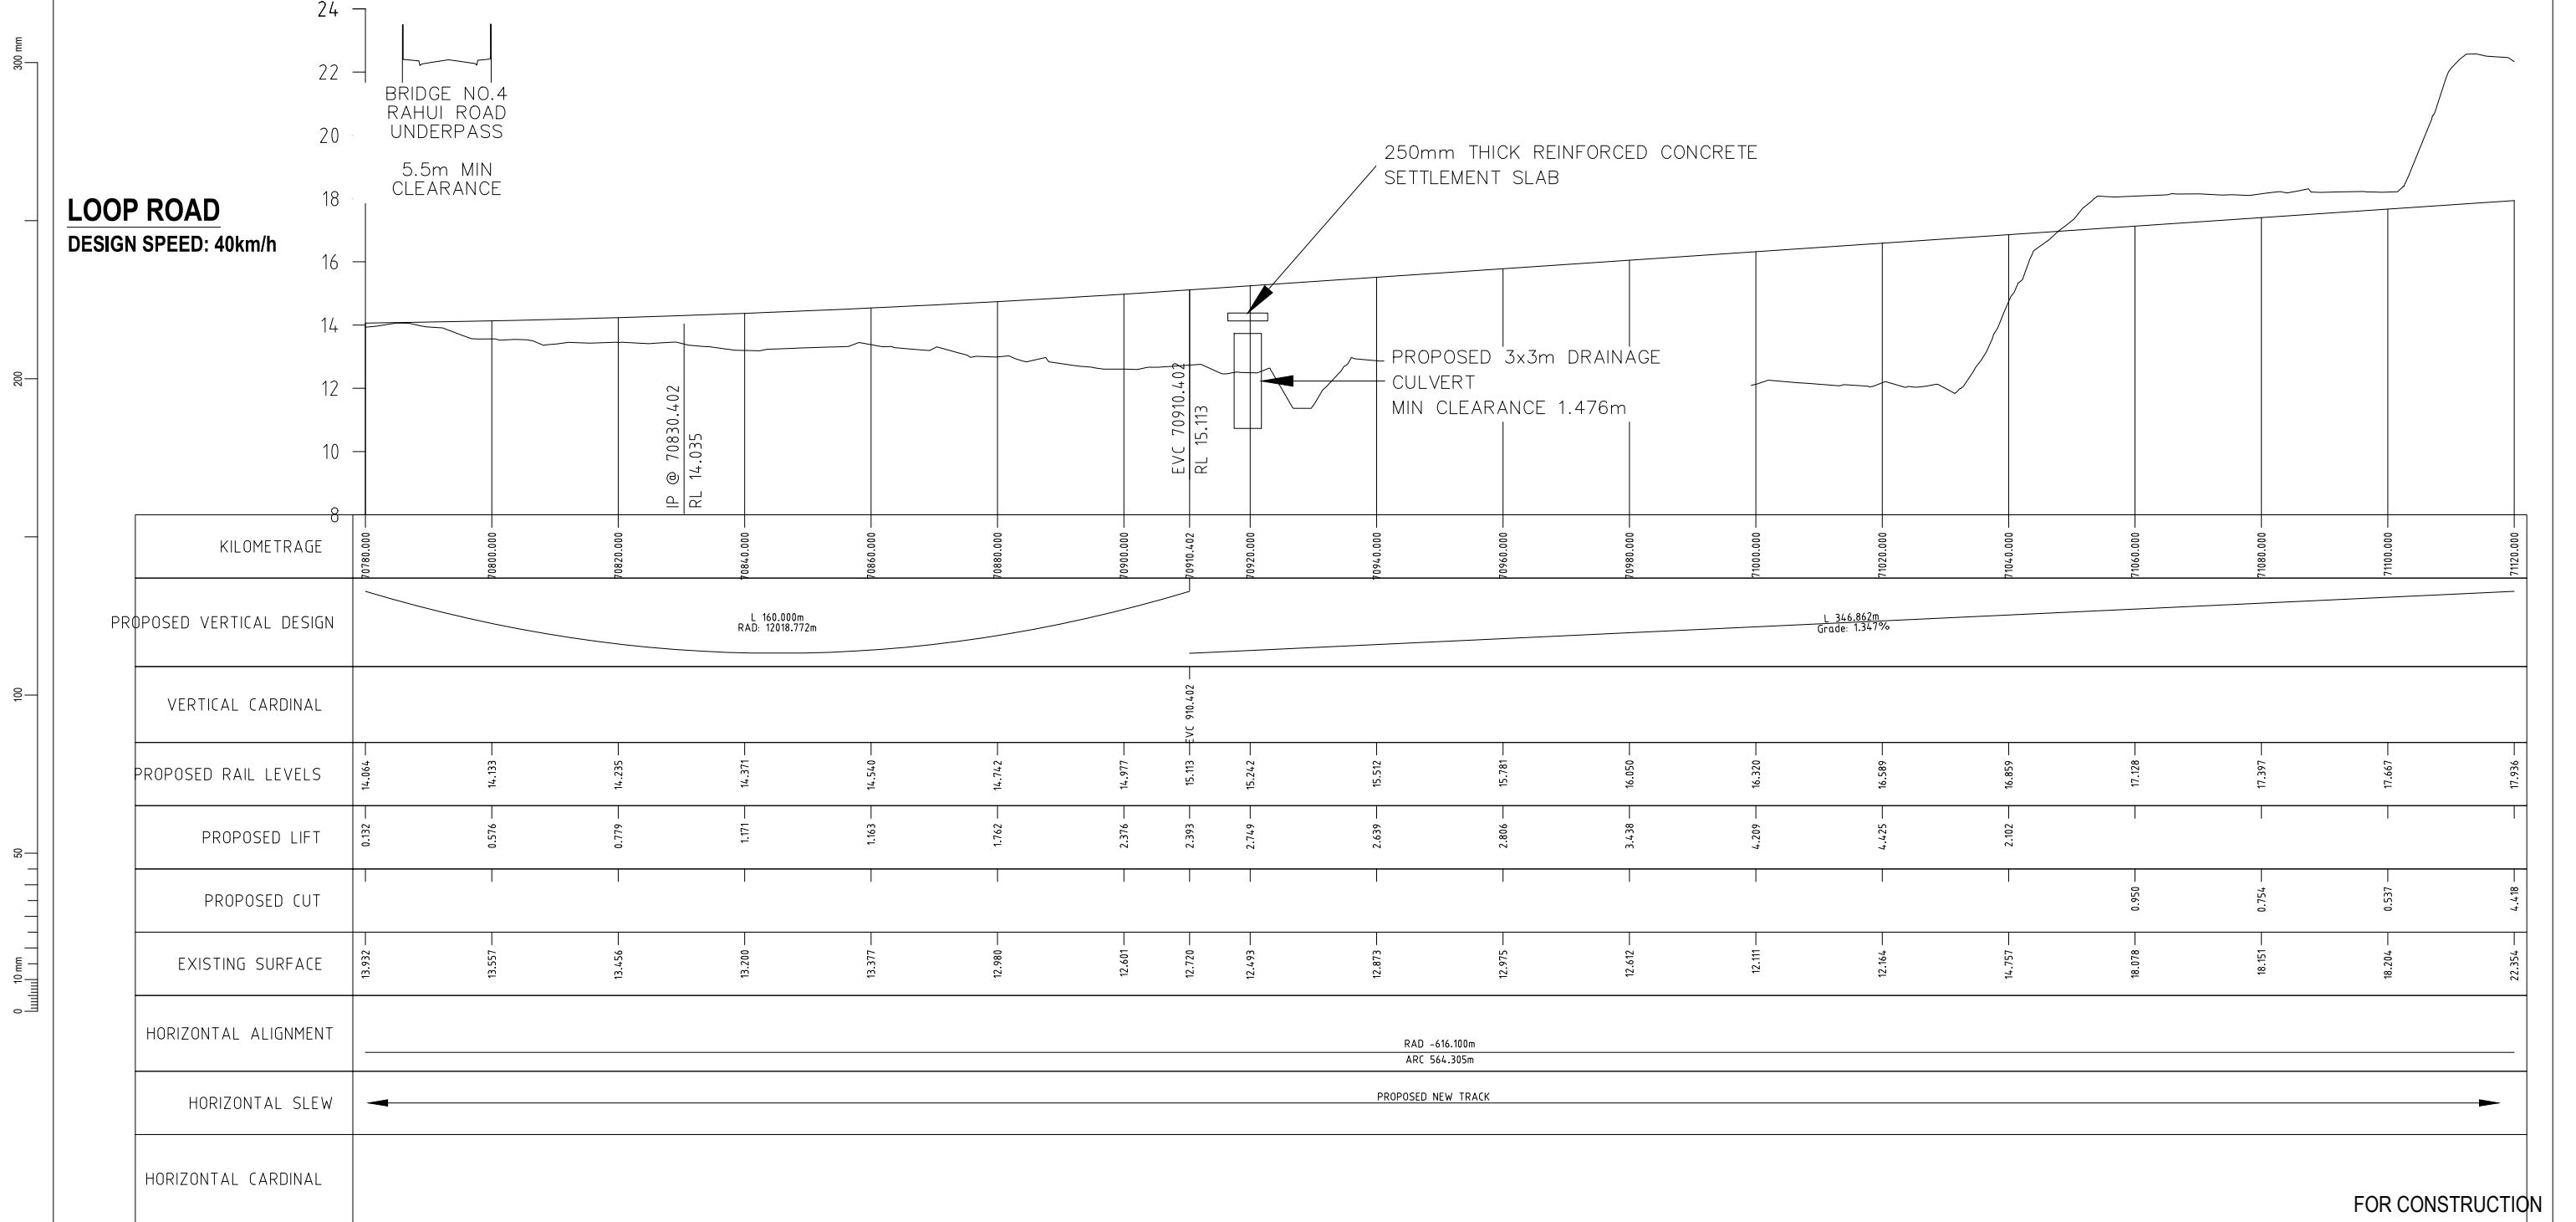 24
22
20
18
16
14
12
10
8
300 mm
200
100
50
10 mm
0
BRIDGE NO.4
RAHUI ROAD
UNDERPASS
5.5m MIN
CLEARANCE
LOOP ROAD
DESIGN SPEED: 40km/h
250mm THICK REINFORCED CONCRETE
SETTLEMENT SLAB
PROPOSED 3x3m DRAINAGE
CULVERT
MIN CLEARANCE 1.476m
IP @ 70830.402
RL 14.035
EVC 70910.402
RL 15.113
KILOMETRAGE
70780.000
70800.000
70820.000
70840.000
70860.000
70880.000
70900.000
70910.402
70920.000
70940.000
70960.000
70980.000
71000.000
71020.000
71040.000
71060.000
71080.000
71100.000
71120.000
PROPOSED VERTICAL DESIGN
L 160.000m
RAD: 12018.772m
L 346.862m
Grade: 1.347%
VERTICAL CARDINAL
EVC 910.402
PROPOSED RAIL LEVELS
14.064
14.133
14.235
14.371
14.540
14.742
14.977
15.113
15.242
15.512
15.781
16.050
16.320
16.589
16.859
17.128
17.397
17.667
17.936
PROPOSED LIFT
0.132
0.576
0.779
1.171
1.163
1.762
2.376
2.393
2.749
2.639
2.806
3.438
4.209
4.425
2.102
PROPOSED CUT
0.950
0.754
0.537
4.418
EXISTING SURFACE
13.932
13.557
13.456
13.200
13.377
12.980
12.601
12.720
12.493
12.873
12.975
12.612
12.111
12.164
14.757
18.078
18.151
18.204
22.354
HORIZONTAL ALIGNMENT
RAD -616.100m
ARC 564.305m
HORIZONTAL SLEW
PROPOSED NEW TRACK
HORIZONTAL CARDINAL
FOR CONSTRUCTION